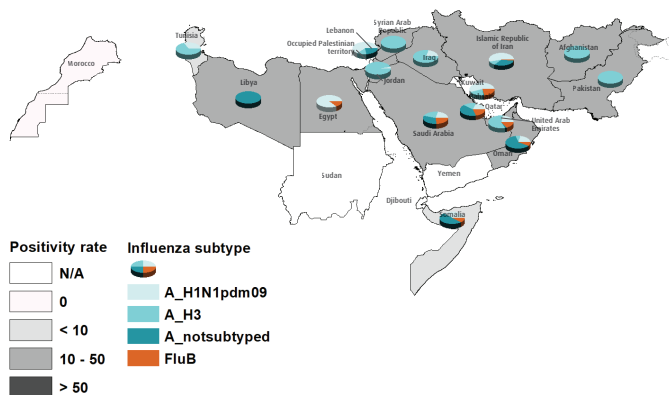 Tunisia
Lebanon
Syrian Arab
Republic
Occupied Palestinian
territory
Islamic Republic
of Iran
Afghanistan
Morocco
Iraq
Jordan
Libya
Kuwait
Pakistan
Egypt
Qatar
Saudi Arabia
United Arab
Emirates
Oman
Sudan
Yemen
Djibouti
Somalia
Positivity rate
N/A
0
< 10
10 - 50
> 50
Influenza subtype
A_H1N1pdm09
A_H3
A_notsubtyped
FluB